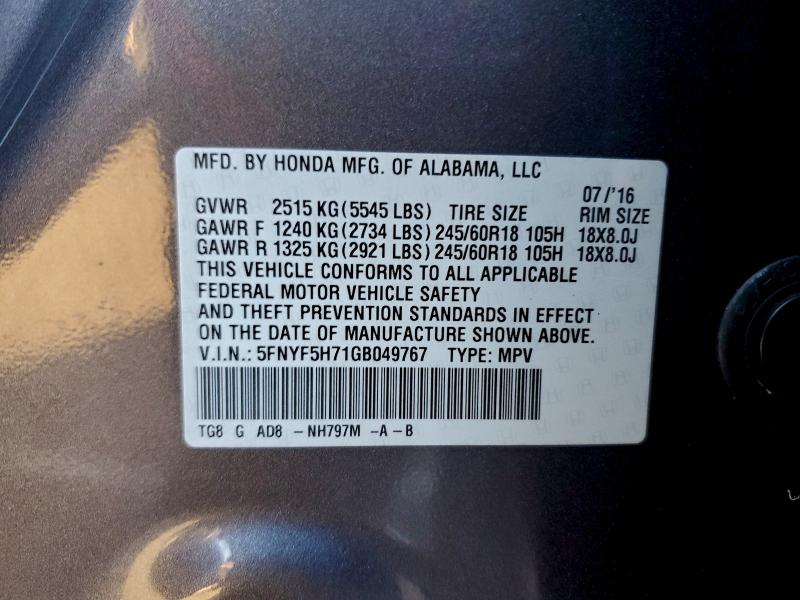 MFD. BY HONDA MFG. OF ALABAMA, LLC
07/'16
GVWR 2515 KG (5545 LBS) TIRE SIZE RIM SIZE
GAWR F 1240 KG (2734 LBS) 245/60R18 105H 18X8.0J
GAWR R 1325 KG (2921 LBS) 245/60R18 105H 18X8.0J
THIS VEHICLE CONFORMS TO ALL APPLICABLE
FEDERAL MOTOR VEHICLE SAFETY
AND THEFT PREVENTION STANDARDS IN EFFECT
ON THE DATE OF MANUFACTURE SHOWN ABOVE.
V.I.N.: 5FNYF5H71GB049767 TYPE: MPV
TG8 G AD8 -NH797M -A -B